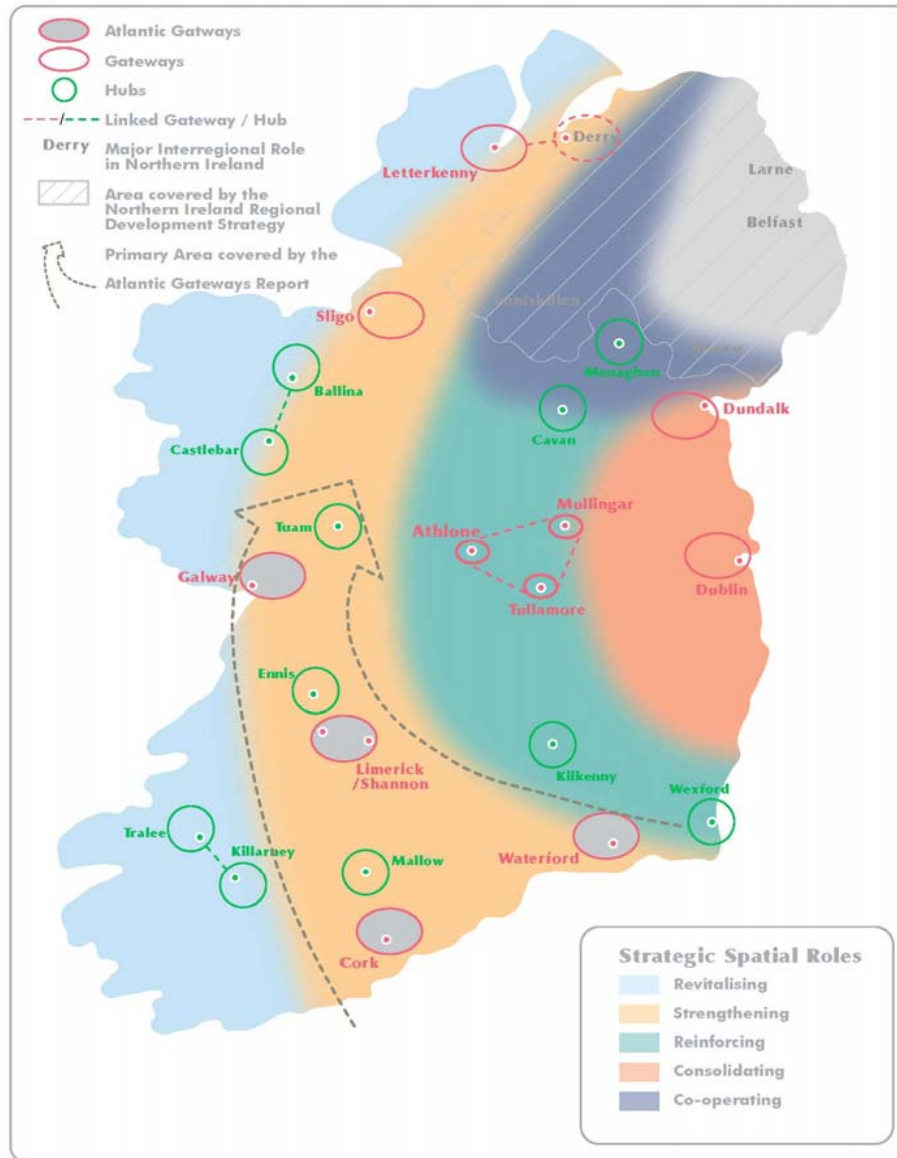 Atlantic Gatways
Gateways
Hubs
/ Linked Gateway / Hub
Derry Major Interregional Role
in Northern Ireland
Area covered by the
Northern Ireland Regional
Development Strategy
Primary Area covered by the
Atlantic Gateways Report
Derry
Letterkenny
Larne
Belfast
Sligo
Monaghan
Ballina
Dundalk
Cavan
Castlebar
Mullingar
Tuam
Athlone
Galway
Dublin
Tullamore
Ennis
Limerick
/Shannon
Kilkenny
Wexford
Tralee
Killarney
Mallow
Waterford
Cork
Strategic Spatial Roles
Revitalising
Strengthening
Reinforcing
Consolidating
Co-operating